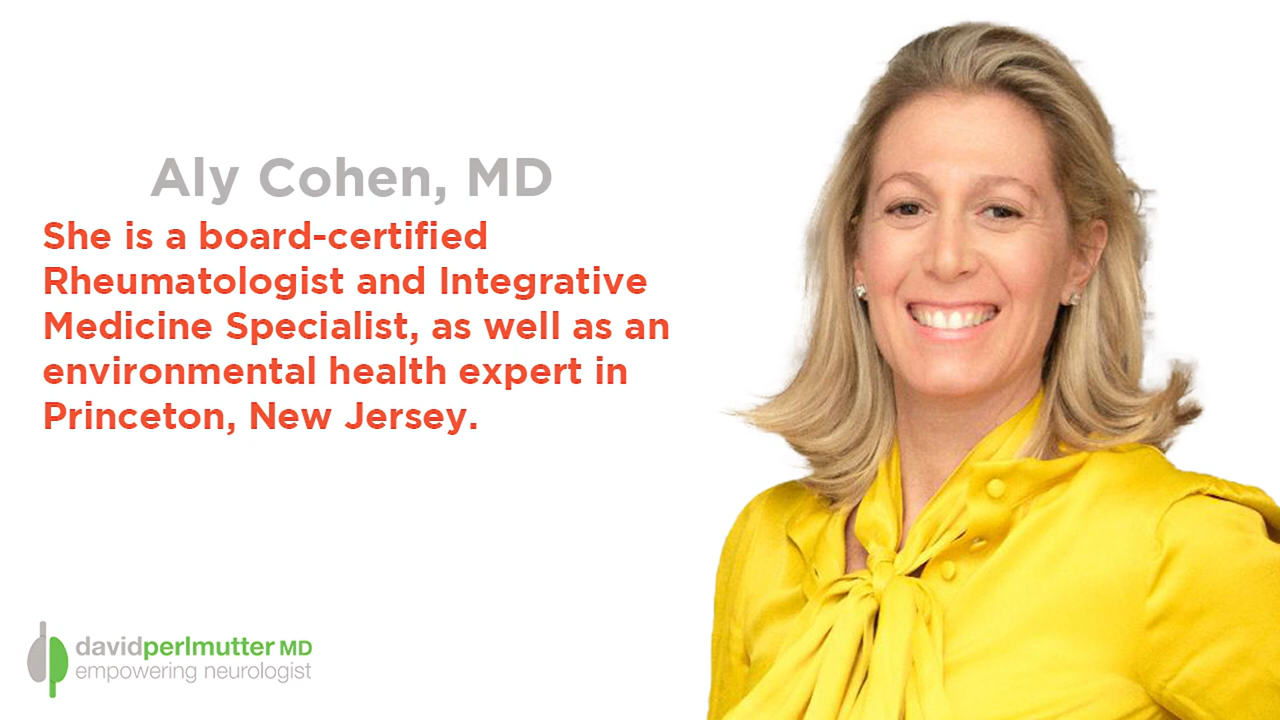 Aly Cohen, MD
She is a board-certified
Rheumatologist and Integrative
Medicine Specialist, as well as an
environmental health expert in
Princeton, New Jersey.
davidperlmutter MD
empowering neurologist